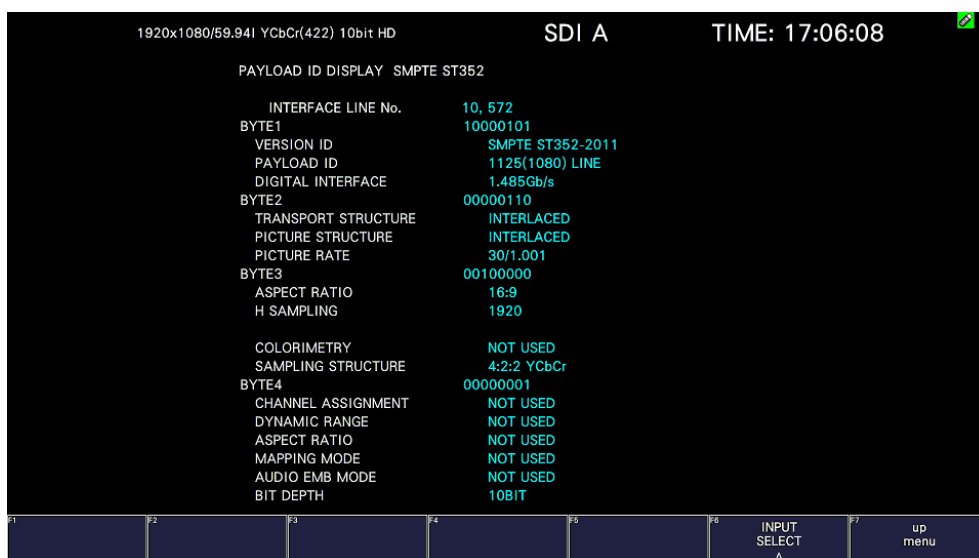 1920x1080/59.94I YCbCr(422) 10bit HD SDI A TIME: 17:06:08
PAYLOAD ID DISPLAY SMPTE ST352
INTERFACE LINE No. 10, 572
BYTE1 10000101
VERSION ID SMPTE ST352-2011
PAYLOAD ID 1125(1080) LINE
DIGITAL INTERFACE 1.485Gb/s
BYTE2 00000110
TRANSPORT STRUCTURE INTERLACED
PICTURE STRUCTURE INTERLACED
PICTURE RATE 30/1.001
BYTE3 00100000
ASPECT RATIO 16:9
H SAMPLING 1920
COLORIMETRY NOT USED
SAMPLING STRUCTURE 4:2:2 YCbCr
BYTE4 00000001
CHANNEL ASSIGNMENT NOT USED
DYNAMIC RANGE NOT USED
ASPECT RATIO NOT USED
MAPPING MODE NOT USED
AUDIO EMB MODE NOT USED
BIT DEPTH 10BIT
F1 F2 F3 F4 F5 F6 INPUT F7 up
SELECT menu